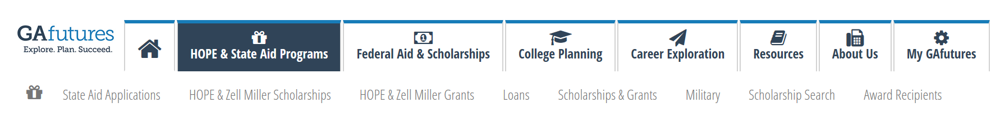 GAfutures
Explore. Plan. Succeed.
HOPE & State Aid Programs
Federal Aid & Scholarships
College Planning
Career Exploration
Resources
About Us
My GAfutures
State Aid Applications
HOPE & Zell Miller Scholarships
HOPE & Zell Miller Grants
Loans
Scholarships & Grants
Military
Scholarship Search
Award Recipients